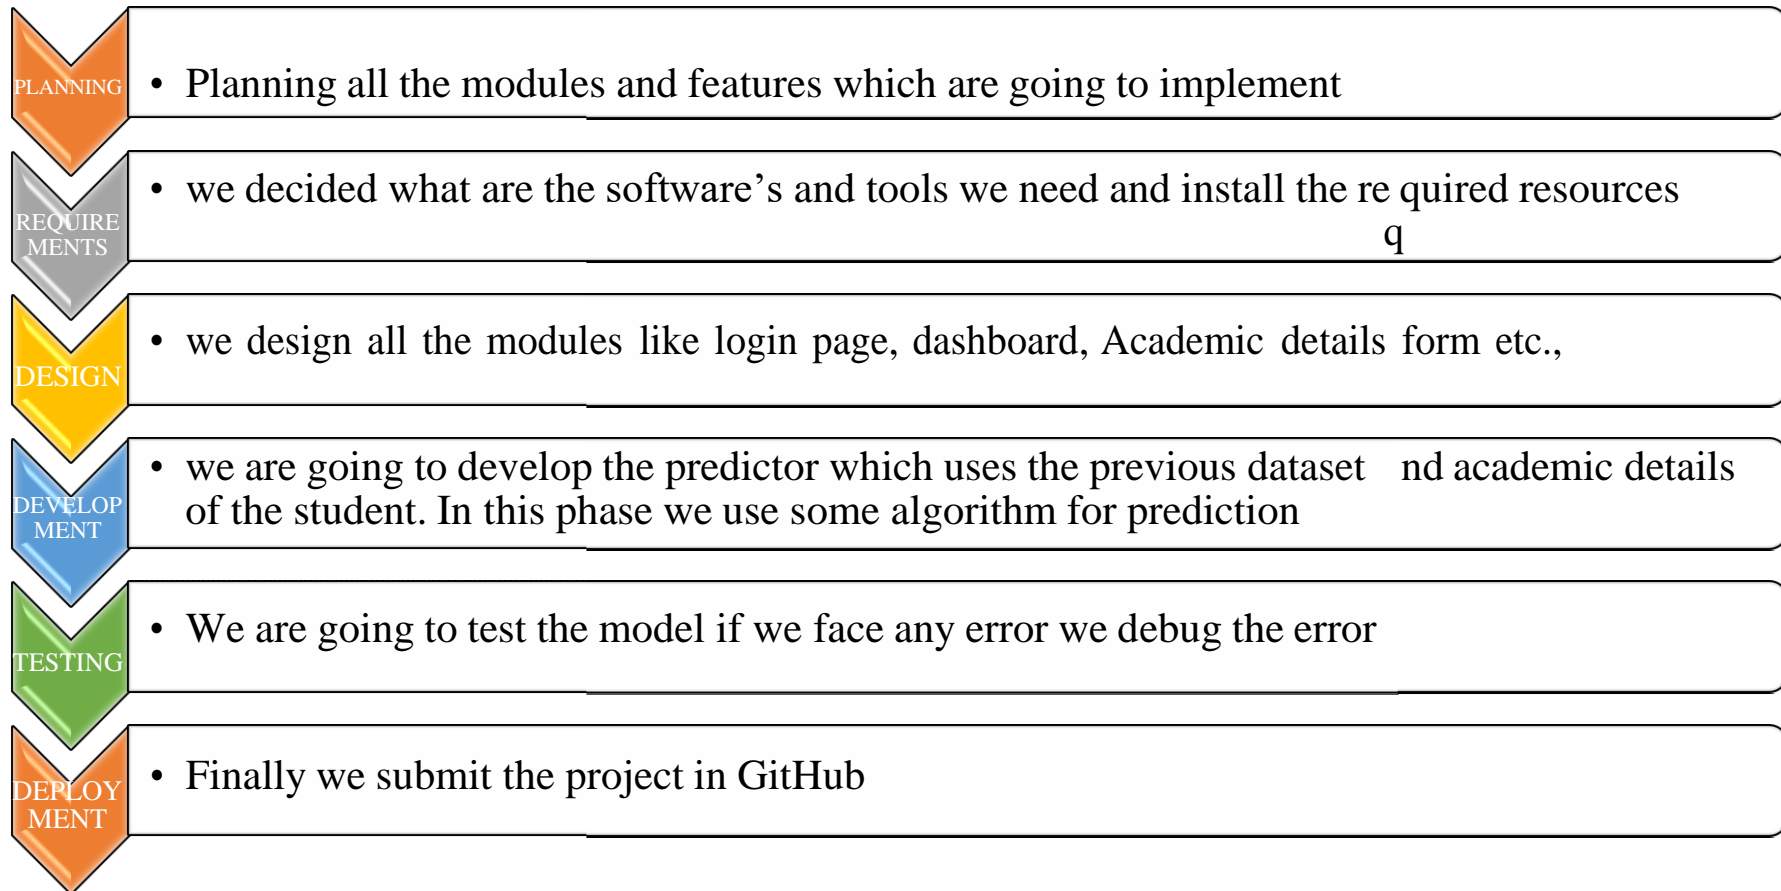 PLANNING
• Planning all the modules and features which are going to implement
REQUIRE
MENTS
• we decided what are the software’s and tools we need and install the re quired resources
q
DESIGN
• we design all the modules like login page, dashboard, Academic details form etc.,
DEVELOP
MENT
• we are going to develop the predictor which uses the previous dataset nd academic details
of the student. In this phase we use some algorithm for prediction
TESTING
• We are going to test the model if we face any error we debug the error
DEPLOY
MENT
• Finally we submit the project in GitHub